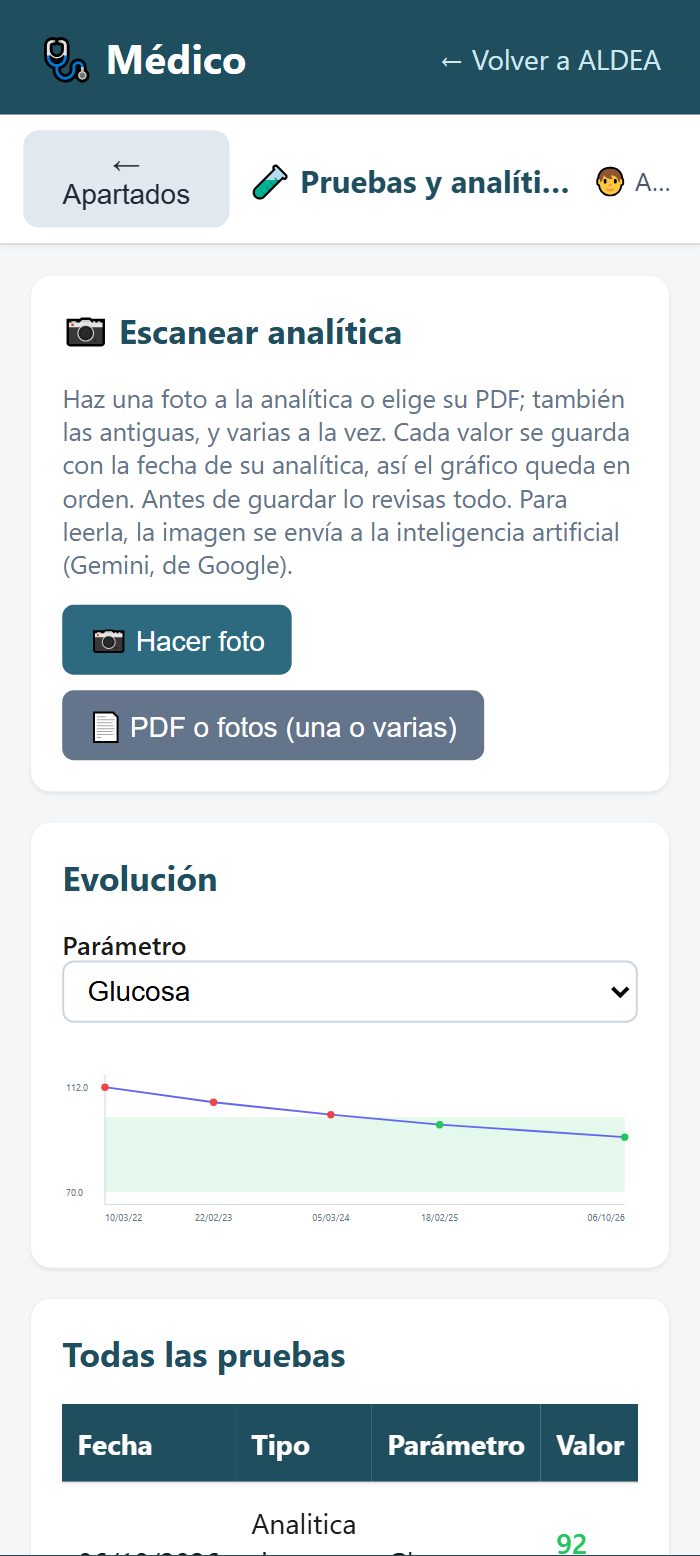 Médico
← Volver a ALDEA
←
Apartados
Pruebas y analíti...
A...
Escanear analítica
Haz una foto a la analítica o elige su PDF; también
las antiguas, y varias a la vez. Cada valor se guarda
con la fecha de su analítica, así el gráfico queda en
orden. Antes de guardar lo revisas todo. Para
leerla, la imagen se envía a la inteligencia artificial
(Gemini, de Google).
Hacer foto
PDF o fotos (una o varias)
Evolución
Parámetro
Glucosa
112.0
70.0
10/03/22 22/02/23 05/03/24 18/02/25 06/10/26
Todas las pruebas
Fecha Tipo Parámetro Valor
Analitica
92